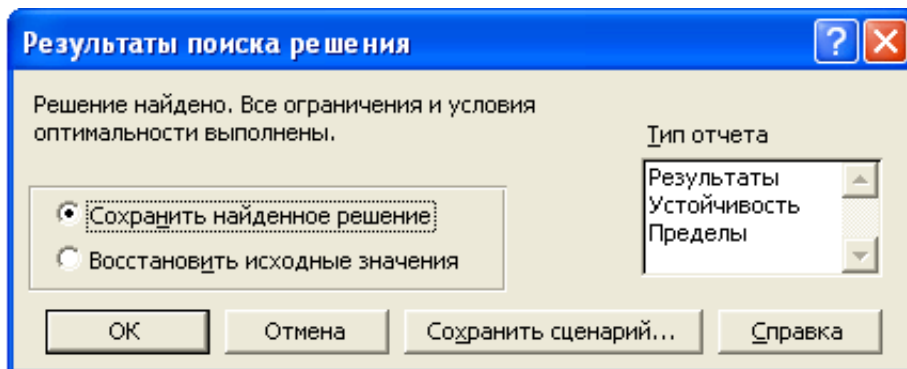 Результаты поиска решения
Решение найдено. Все ограничения и условия
оптимальности выполнены.
Тип отчета
Результаты
Устойчивость
Пределы
Сохранить найденное решение
Восстановить исходные значения
ОК
Отмена
Сохранить сценарий...
Справка